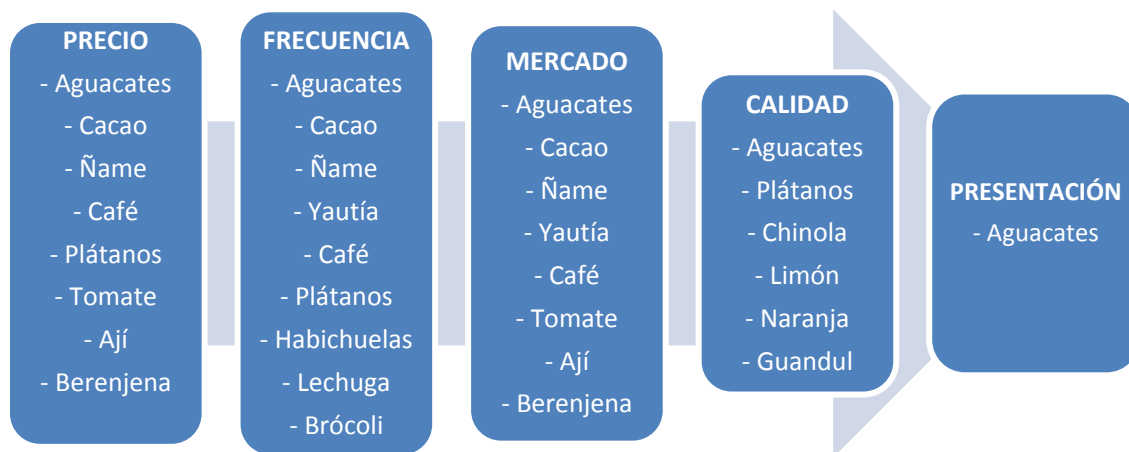 PRECIO
- Aguacates
- Cacao
- Ñame
- Café
- Plátanos
- Tomate
- Ají
- Berenjena
FRECUENCIA
- Aguacates
- Cacao
- Ñame
- Yautía
- Café
- Plátanos
- Habichuelas
- Lechuga
- Brócoli
MERCADO
- Aguacates
- Cacao
- Ñame
- Yautía
- Café
- Tomate
- Ají
- Berenjena
CALIDAD
- Aguacates
- Plátanos
- Chinola
- Limón
- Naranja
- Guandul
PRESENTACIÓN
- Aguacates